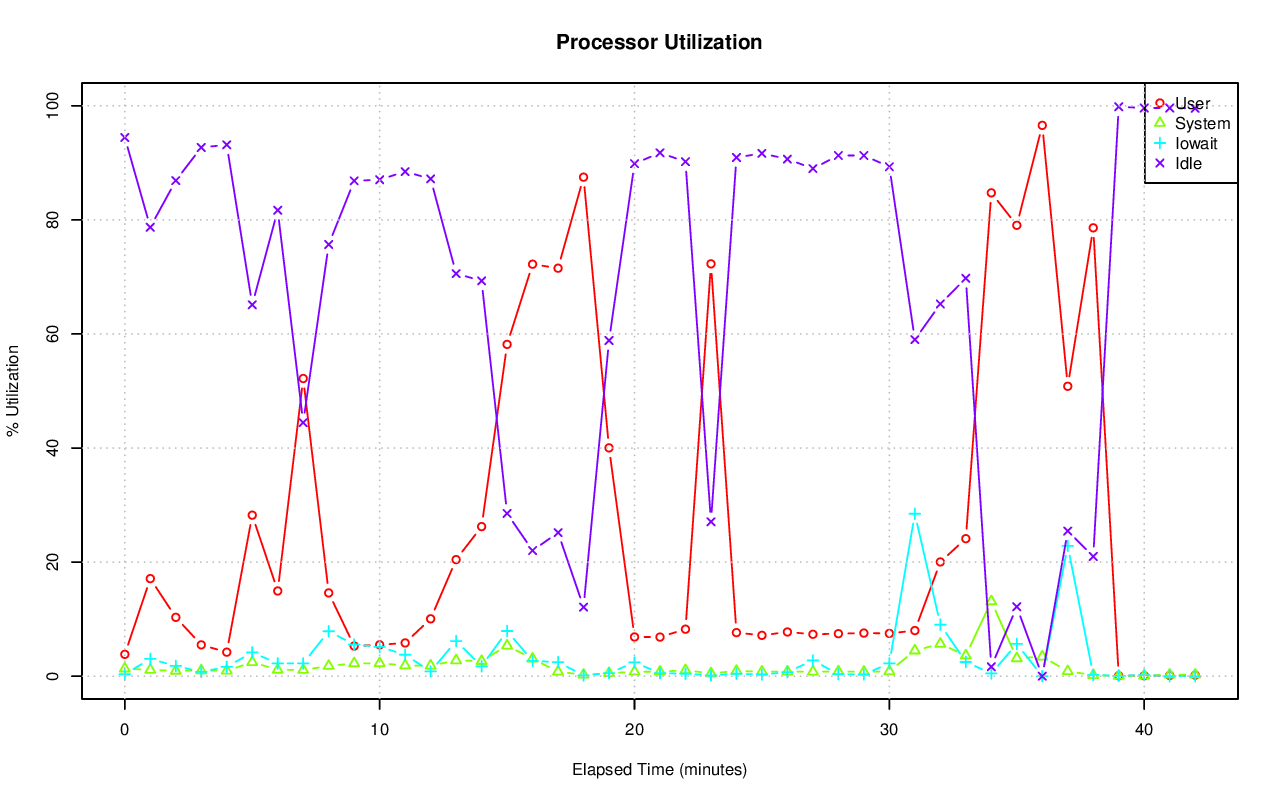 Processor Utilization
% Utilization
100
80
60
40
20
0
User
System
Iowait
Idle
0 10 20 30 40
Elapsed Time (minutes)